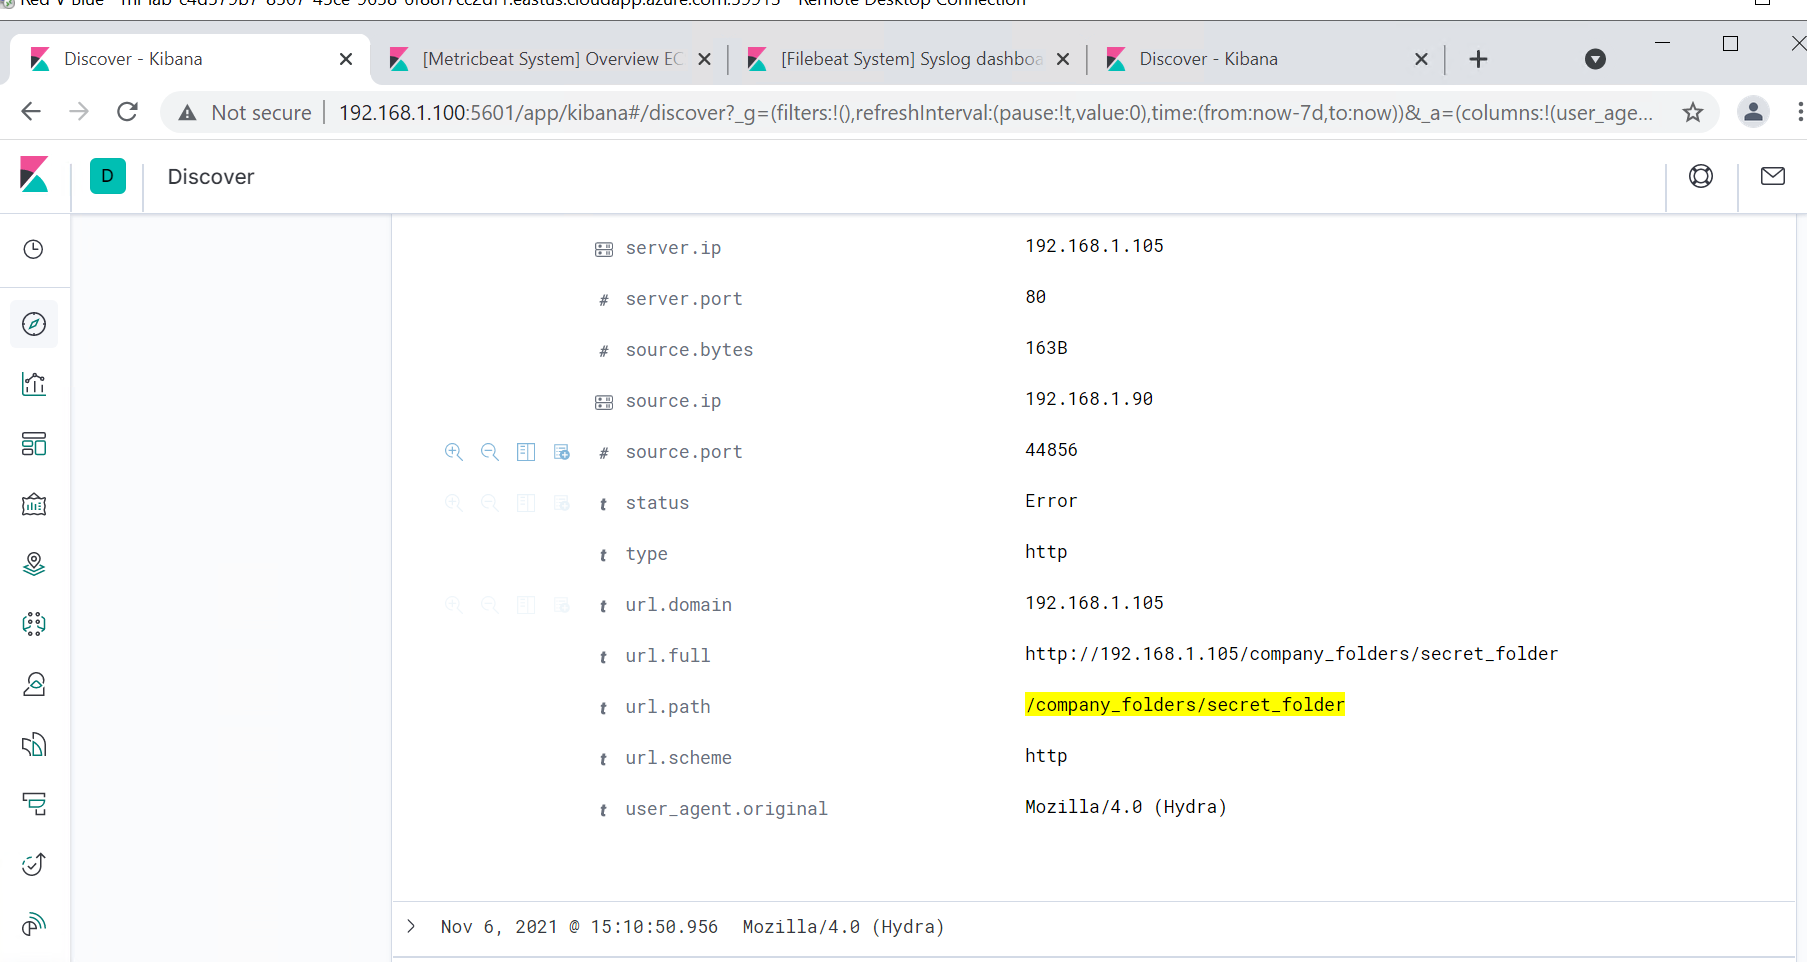 Discover - Kibana
[Metricbeat System] Overview EC
[Filebeat System] Syslog dashboa
Discover - Kibana
Not secure
192.168.1.100:5601/app/kibana#/discover?_g=(filters:!(),refreshInterval:(pause:!t,value:0),time:(from:now-7d,to:now))&_a=(columns:!(user_age...
D
Discover
server.ip 192.168.1.105
# server.port 80
# source.bytes 163B
source.ip 192.168.1.90
# source.port 44856
t status Error
t type http
t url.domain 192.168.1.105
t url.full http://192.168.1.105/company_folders/secret_folder
t url.path /company_folders/secret_folder
t url.scheme http
t user_agent.original Mozilla/4.0 (Hydra)
Nov 6, 2021 @ 15:10:50.956 Mozilla/4.0 (Hydra)